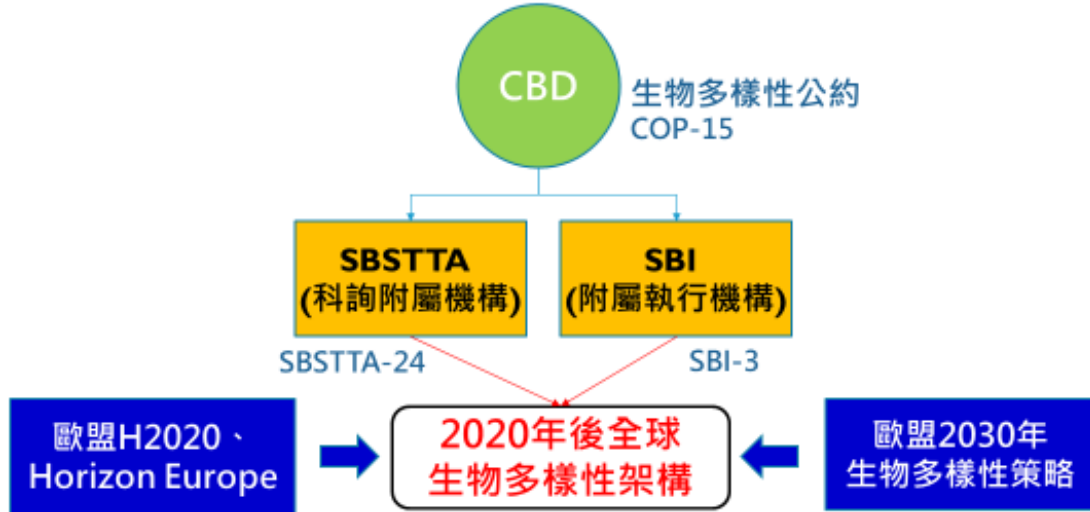 CBD
生物多樣性公約
COP-15
SBSTTA
(科詢附屬機構)
SBI
(附屬執行機構)
SBSTTA-24
SBI-3
歐盟H2020、
Horizon Europe
2020年後全球
生物多樣性架構
歐盟2030年
生物多樣性策略